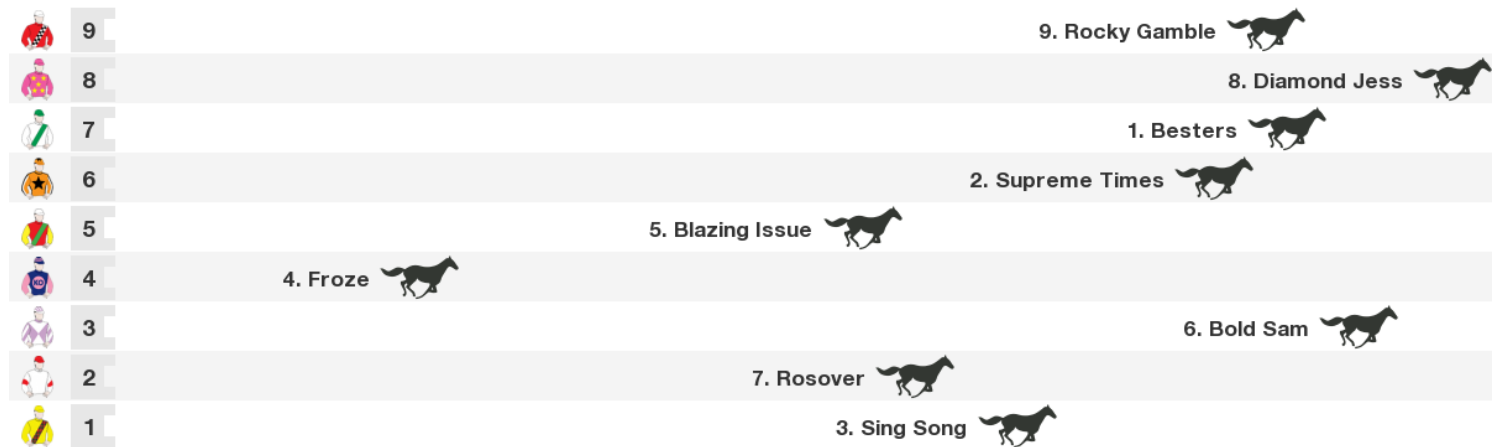 9 9. Rocky Gamble
8 8. Diamond Jess
7 1. Besters
6 2. Supreme Times
5 5. Blazing Issue
4 KO 4. Froze
3 6. Bold Sam
2 7. Rosover
1 3. Sing Song